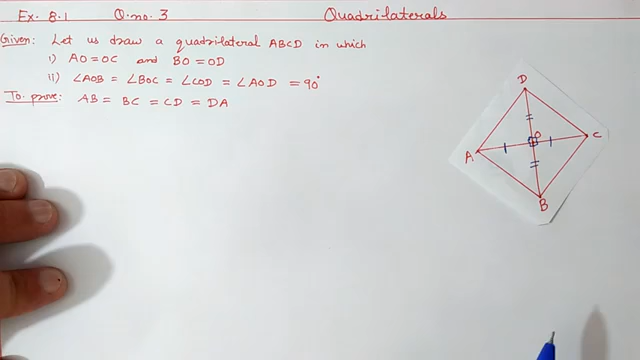 Ex. 8.1 Q.no. 3 Quadrilaterals
Given: Let us draw a quadrilateral ABCD in which
i) AO = OC and BO = OD
ii) ∠AOB = ∠BOC = ∠COD = ∠AOD = 90°
To prove: AB = BC = CD = DA
D
O
C
A
B